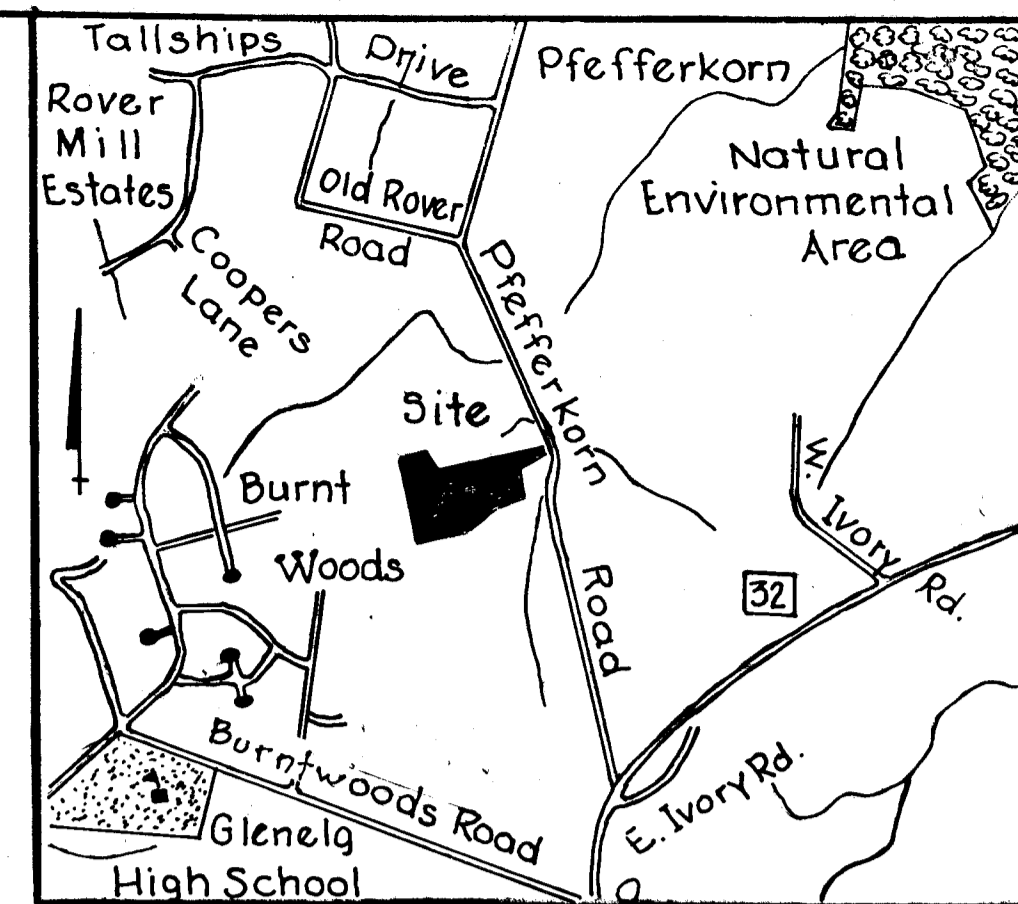 Tallships
Drive
Pfefferkorn
Rover
Mill
Estates
Natural
Environmental
Area
Old Rover
Road
Coopers
Lane
Pfefferkorn
Road
Site
Burnt
Woods
W. Ivory Rd.
32
Burntwoods Road
E. Ivory Rd.
Glenelg
High School